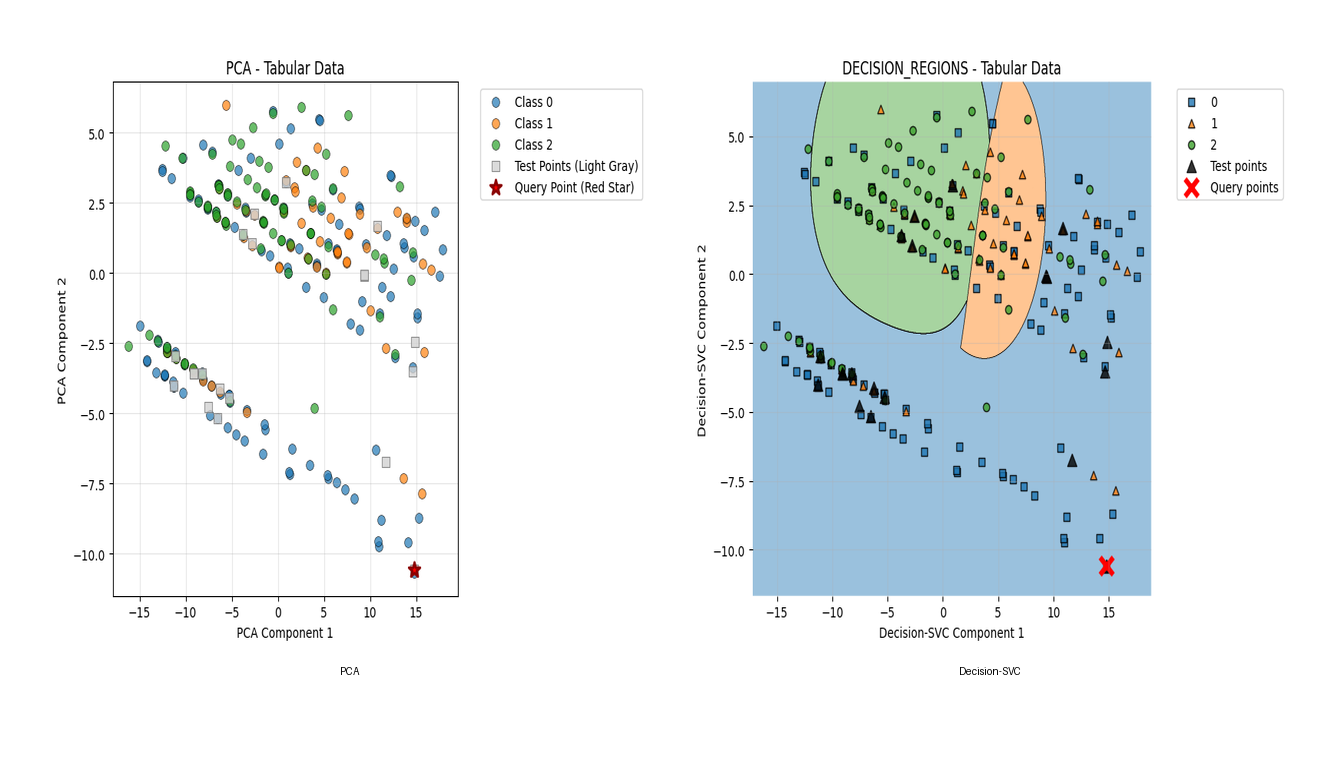 PCA - Tabular Data
5.0
2.5
0.0
−2.5
−5.0
−7.5
−10.0
−15
−10
−5
0
5
10
15
PCA Component 1
PCA Component 2
Class 0
Class 1
Class 2
Test Points (Light Gray)
Query Point (Red Star)
PCA
DECISION_REGIONS - Tabular Data
5.0
2.5
0.0
−2.5
−5.0
−7.5
−10.0
−15
−10
−5
0
5
10
15
Decision-SVC Component 1
Decision-SVC Component 2
0
1
2
Test points
Query points
Decision-SVC